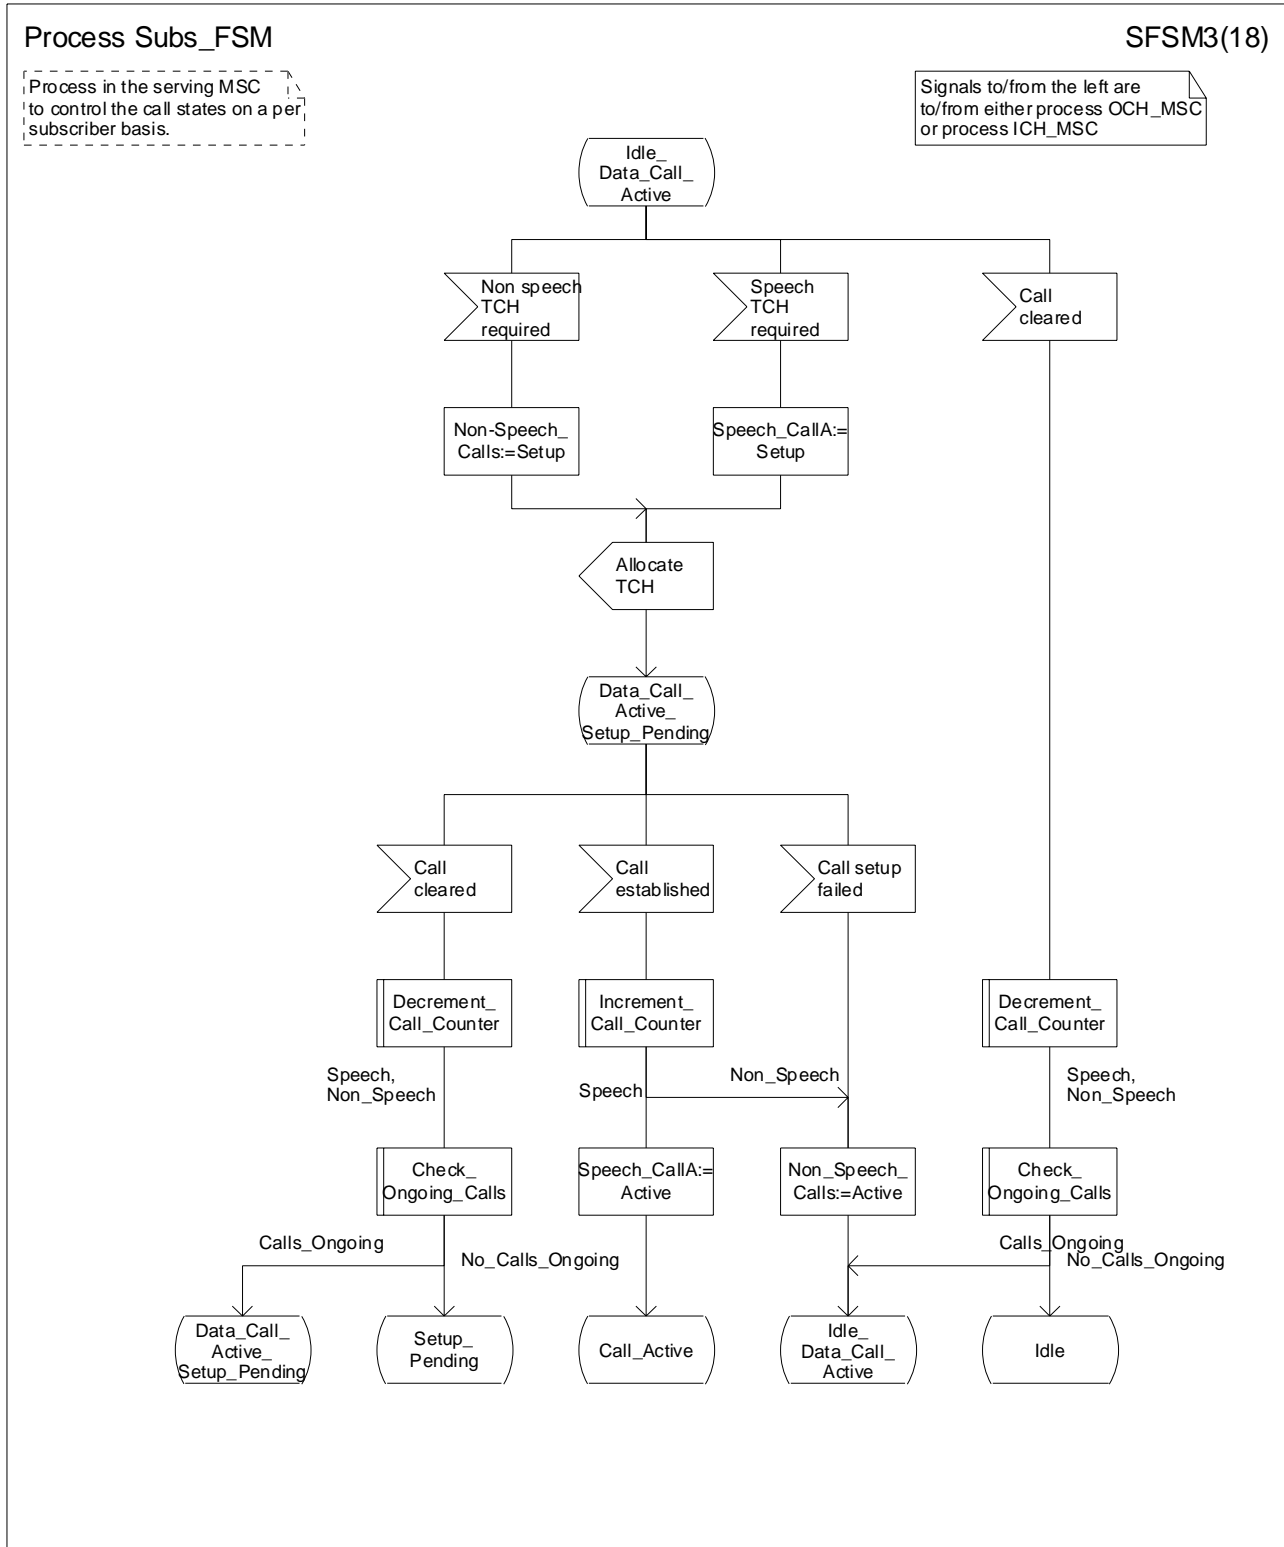 Process Subs_FSM
SFSM3(18)
Process in the serving MSC
to control the call states on a per
subscriber basis.
Signals to/from the left are
to/from either process OCH_MSC
or process ICH_MSC
Idle_
Data_Call_
Active
Non speech
TCH
required
Speech
TCH
required
Call
cleared
Non-Speech_
Calls:=Setup
Speech_CallA:=
Setup
Allocate
TCH
Data_Call_
Active_
Setup_Pending
Call
cleared
Call
established
Call setup
failed
Decrement_
Call_Counter
Increment_
Call_Counter
Decrement_
Call_Counter
Speech,
Non_Speech
Speech
Non_Speech
Speech,
Non_Speech
Check_
Ongoing_Calls
Speech_CallA:=
Active
Non_Speech_
Calls:=Active
Check_
Ongoing_Calls
Calls_Ongoing
No_Calls_Ongoing
Calls_Ongoing
No_Calls_Ongoing
Data_Call_
Active_
Setup_Pending
Setup_
Pending
Call_Active
Idle_
Data_Call_
Active
Idle